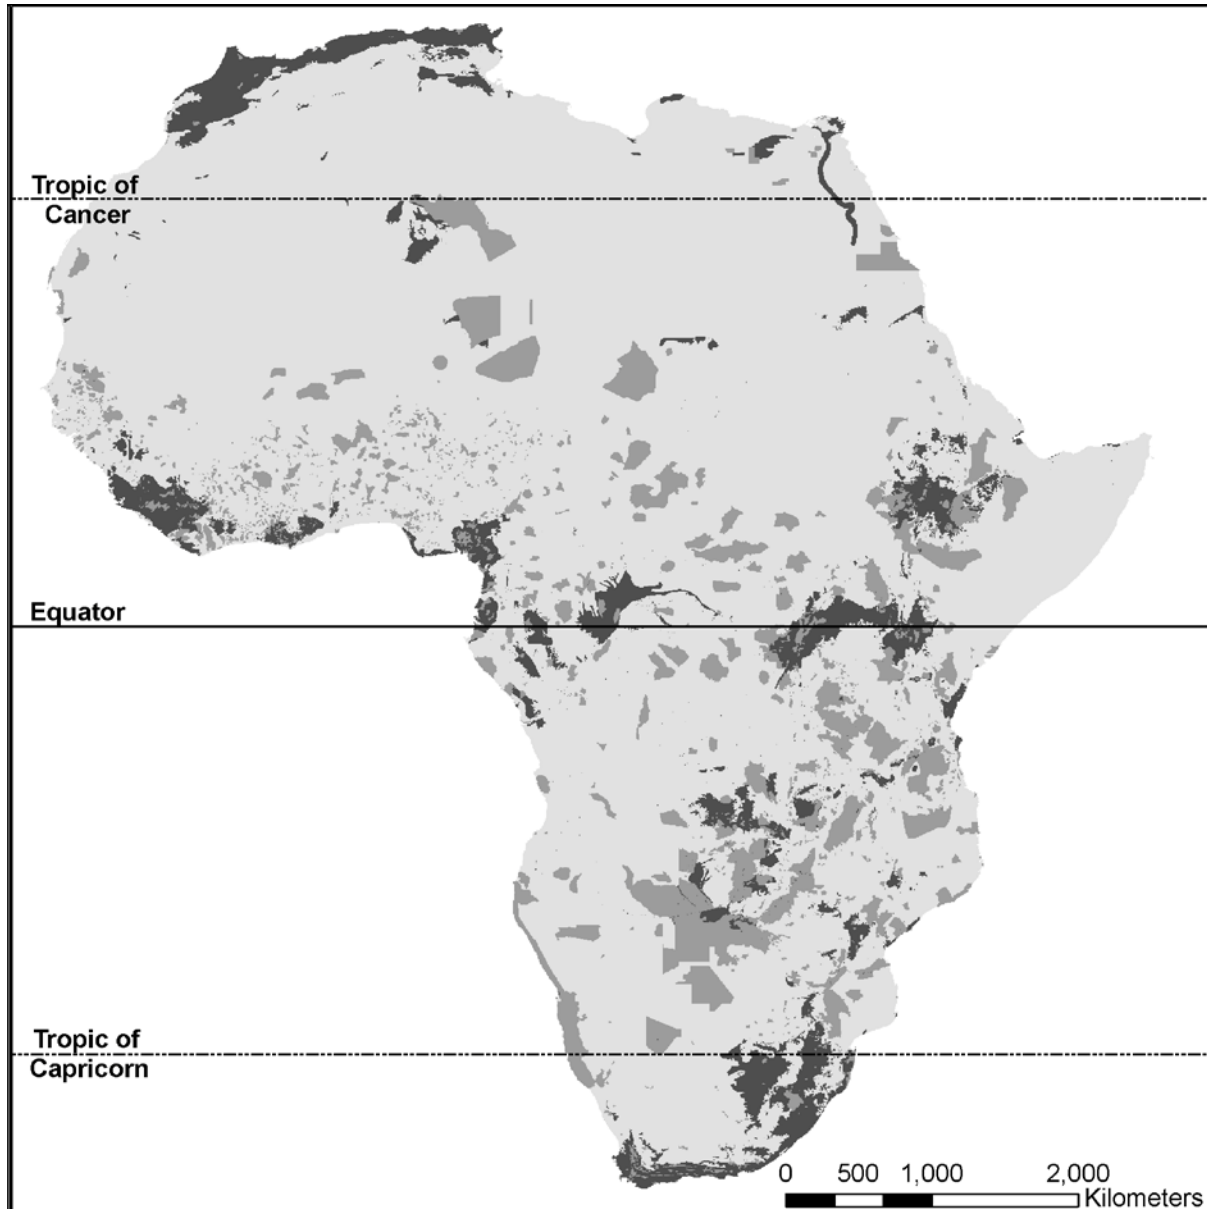 Tropic of
Cancer
Equator
Tropic of
Capricorn
0 500 1,000 2,000
Kilometers